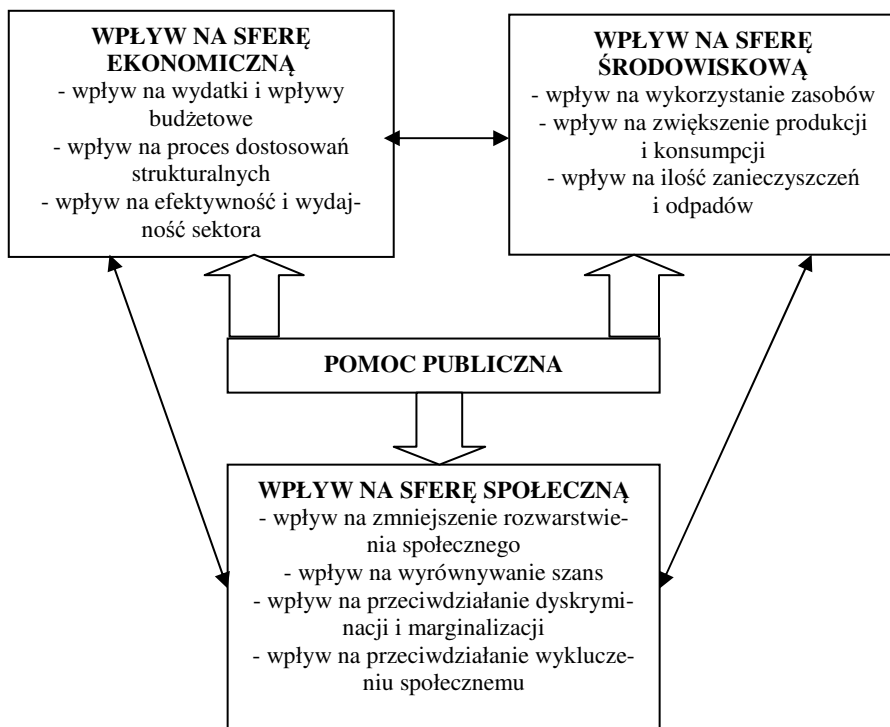 WPŁYW NA SFERĘ
EKONOMICZNĄ
- wpływ na wydatki i wpływy
budżetowe
- wpływ na proces dostosowań
strukturalnych
- wpływ na efektywność i wydaj-
ność sektora
WPŁYW NA SFERĘ
ŚRODOWISKOWĄ
- wpływ na wykorzystanie zasobów
- wpływ na zwiększenie produkcji
i konsumpcji
- wpływ na ilość zanieczyszczeń
i odpadów
POMOC PUBLICZNA
WPŁYW NA SFERĘ SPOŁECZNĄ
- wpływ na zmniejszenie rozwarstwie-
nia społecznego
- wpływ na wyrównywanie szans
- wpływ na przeciwdziałanie dyskrymi-
nacji i marginalizacji
- wpływ na przeciwdziałanie wyklucze-
niu społecznemu